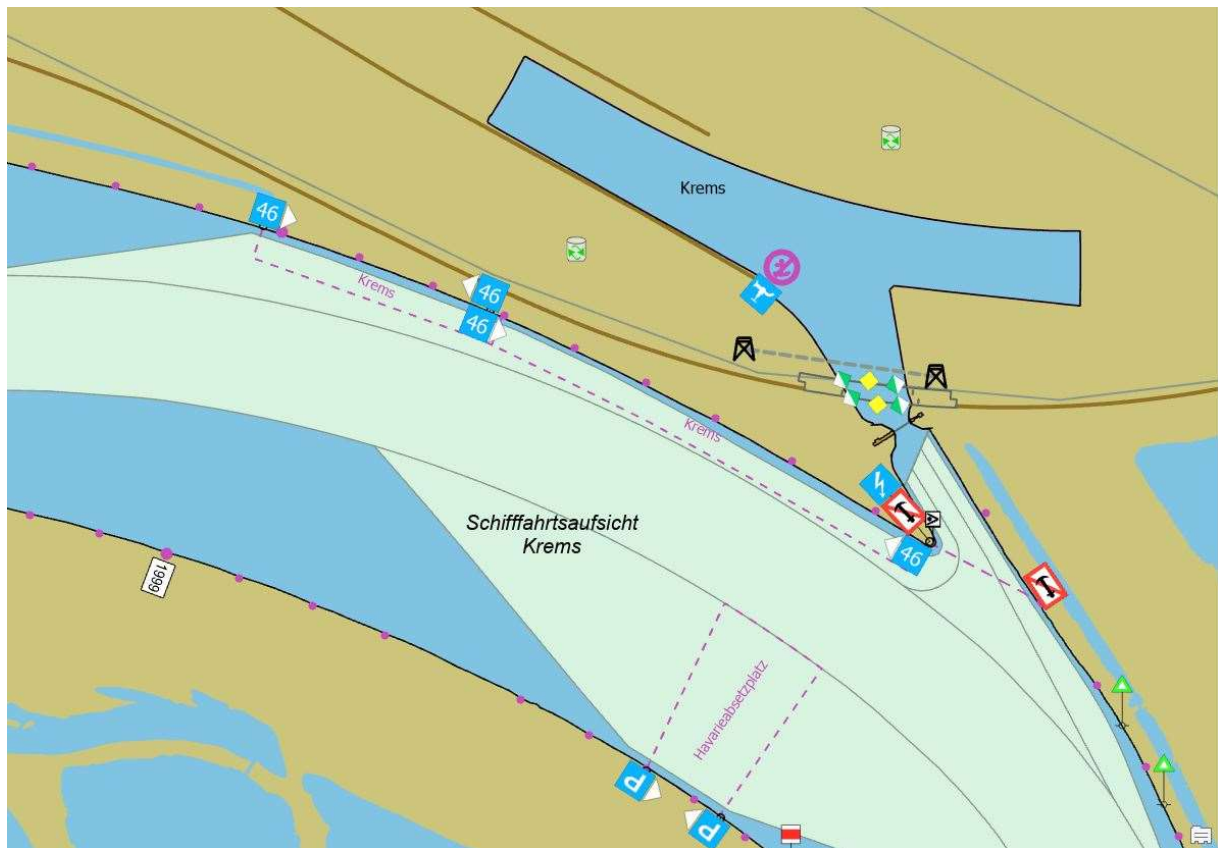 Krems
46
Krems
46
46
Krems
Schifffahrtsaufsicht
Krems
46
1999
Havarieabsetzplatz
P
P